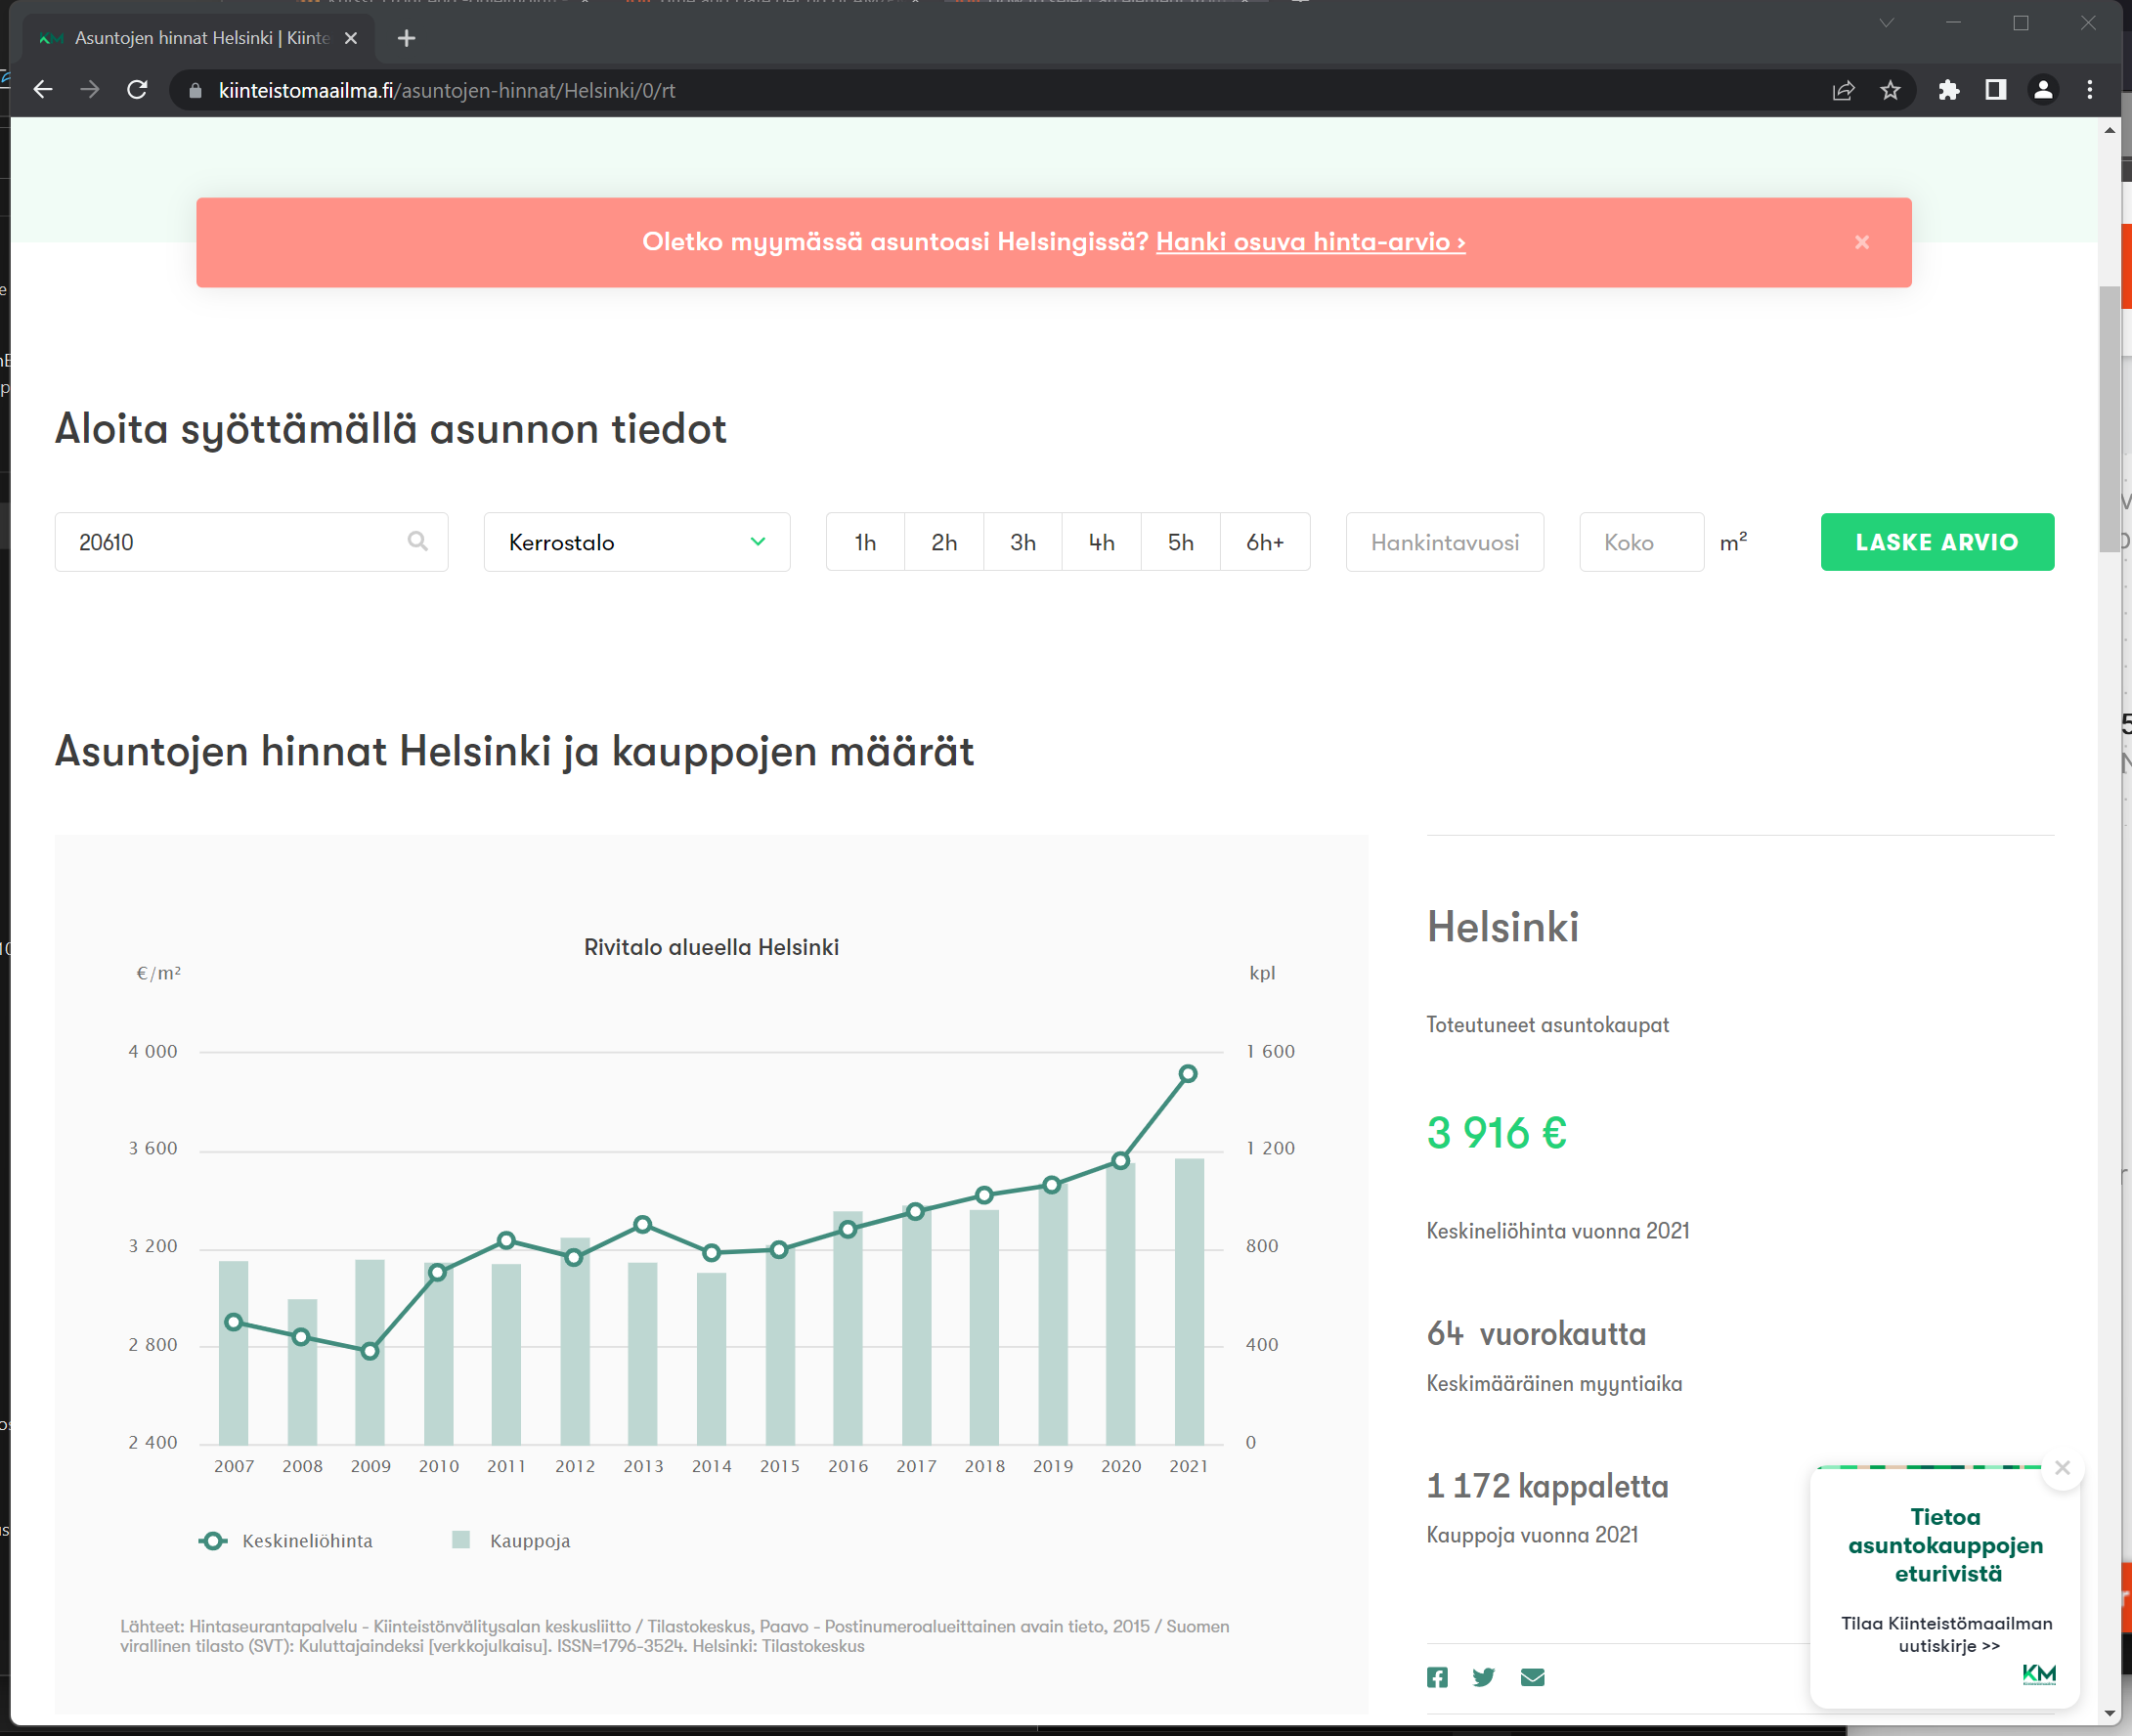 Asuntojen hinnat Helsinki | Kiinte
kiinteistomaailma.fi/asuntojen-hinnat/Helsinki/0/rt
Oletko myymässä asuntoasi Helsingissä? Hanki osuva hinta-arvio ›
Aloita syöttämällä asunnon tiedot
20610 Kerrostalo 1h 2h 3h 4h 5h 6h+ Hankintavuosi Koko m² LASKE ARVIO
Asuntojen hinnat Helsinki ja kauppojen määrät
Rivitalo alueella Helsinki
€/m² kpl
4 000 1 600
3 600 1 200
3 200 800
2 800 400
2 400 0
2007 2008 2009 2010 2011 2012 2013 2014 2015 2016 2017 2018 2019 2020 2021
Keskineliöhinta Kauppoja
Lähteet: Hintaseurantapalvelu - Kiinteistönvälitysalan keskusliitto / Tilastokeskus, Paavo - Postinumeroalueittainen avain tieto, 2015 / Suomen
virallinen tilasto (SVT): Kuluttajaindeksi [verkkojulkaisu]. ISSN=1796-3524. Helsinki: Tilastokeskus
Helsinki
Toteutuneet asuntokaupat
3 916 €
Keskineliöhinta vuonna 2021
64 vuorokautta
Keskimääräinen myyntiaika
1 172 kappaletta
Kauppoja vuonna 2021
Tietoa
asuntokauppojen
eturivistä
Tilaa Kiinteistömaailman
uutiskirje >>
KM